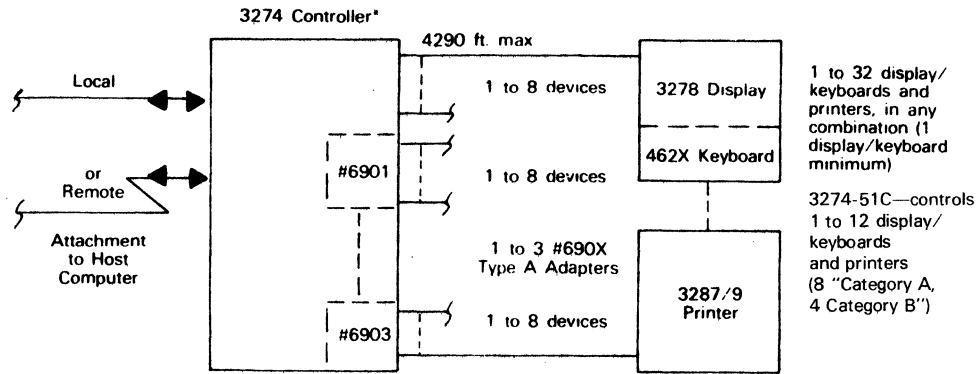 3274 Controller*
Local
or
Remote
Attachment
to Host
Computer
#6901
#6903
4290 ft. max
1 to 8 devices
1 to 8 devices
1 to 3 #690X
Type A Adapters
1 to 8 devices
3278 Display
462X Keyboard
3287/9
Printer
1 to 32 display/
keyboards and
printers, in any
combination (1
display/keyboard
minimum)
3274-51C—controls
1 to 12 display/
keyboards
and printers
(8 "Category A,
4 Category B")